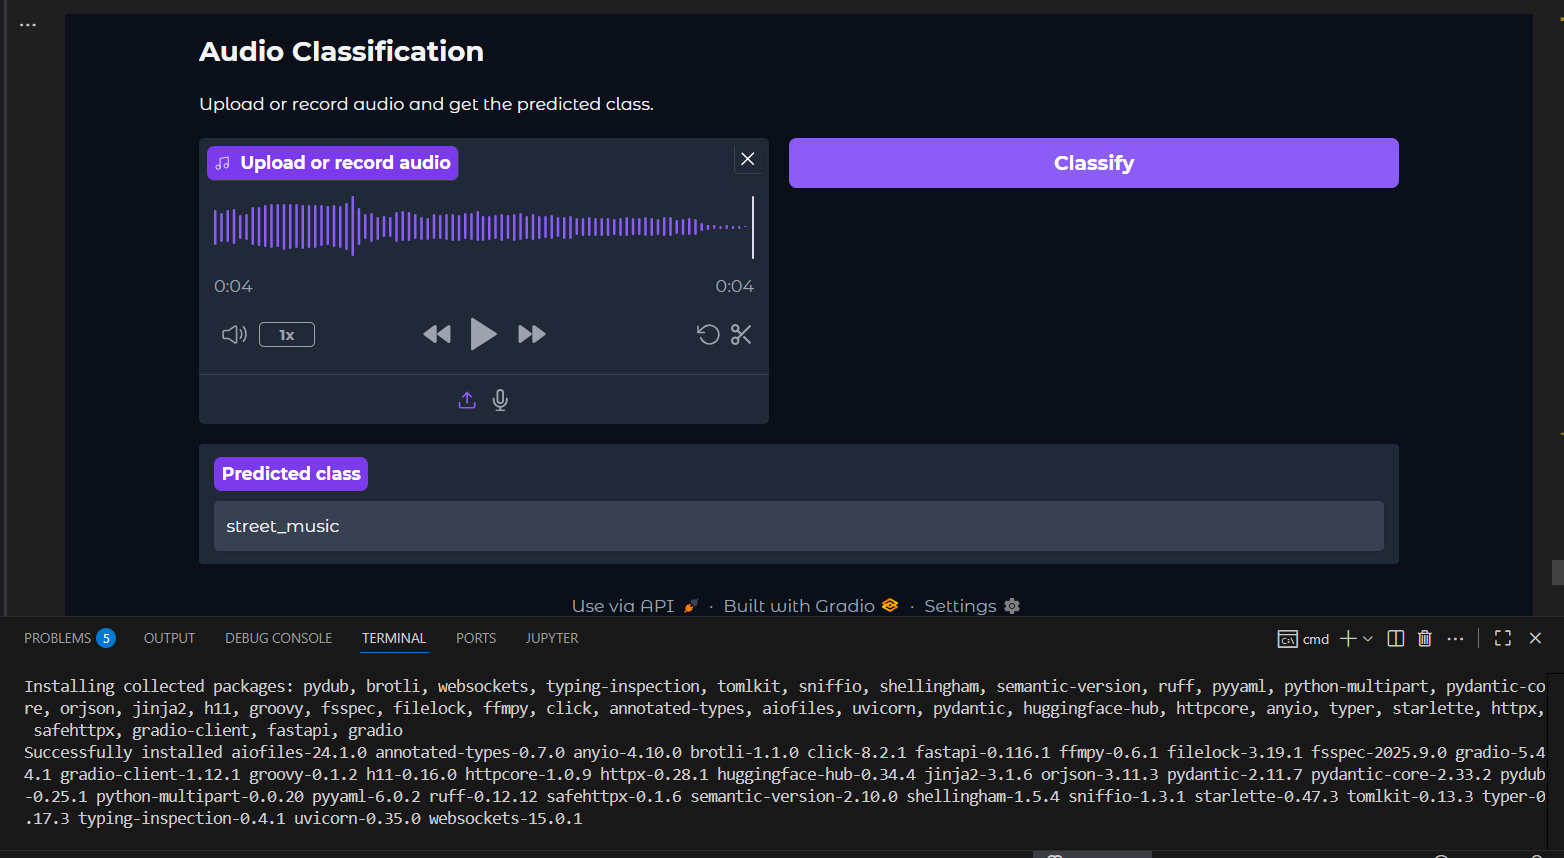 ...
Audio Classification
Upload or record audio and get the predicted class.
Upload or record audio
Classify
0:04 0:04
1x
Predicted class
street_music
Use via API · Built with Gradio · Settings
PROBLEMS 5 OUTPUT DEBUG CONSOLE TERMINAL PORTS JUPYTER cmd
Installing collected packages: pydub, brotli, websockets, typing-inspection, tomlkit, sniffio, shellingham, semantic-version, ruff, pyyaml, python-multipart, pydantic-co
re, orjson, jinja2, h11, groovy, fsspec, filelock, ffmpy, click, annotated-types, aiofiles, uvicorn, pydantic, huggingface-hub, httpcore, anyio, typer, starlette, httpx,
safehttpx, gradio-client, fastapi, gradio
Successfully installed aiofiles-24.1.0 annotated-types-0.7.0 anyio-4.10.0 brotli-1.1.0 click-8.2.1 fastapi-0.116.1 ffmpy-0.6.1 filelock-3.19.1 fsspec-2025.9.0 gradio-5.4
4.1 gradio-client-1.12.1 groovy-0.1.2 h11-0.16.0 httpcore-1.0.9 httpx-0.28.1 huggingface-hub-0.34.4 jinja2-3.1.6 orjson-3.11.3 pydantic-2.11.7 pydantic-core-2.33.2 pydub
-0.25.1 python-multipart-0.0.20 pyyaml-6.0.2 ruff-0.12.12 safehttpx-0.1.6 semantic-version-2.10.0 shellingham-1.5.4 sniffio-1.3.1 starlette-0.47.3 tomlkit-0.13.3 typer-0
.17.3 typing-inspection-0.4.1 uvicorn-0.35.0 websockets-15.0.1